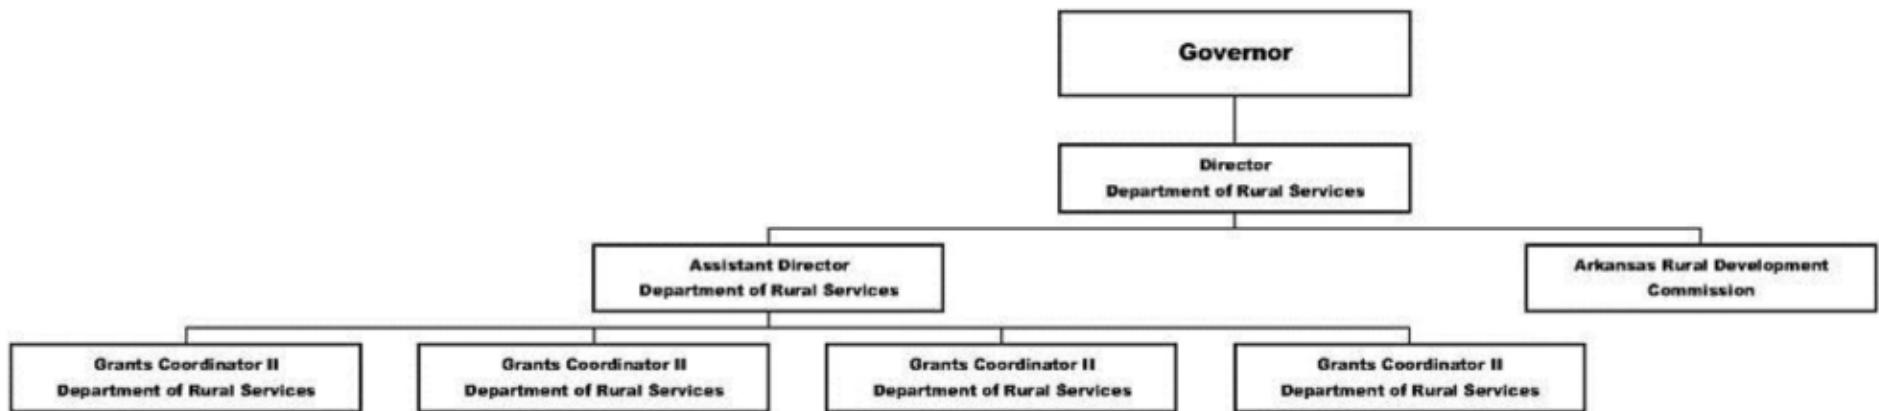 Governor
Director
Department of Rural Services
Assistant Director
Department of Rural Services
Arkansas Rural Development
Commission
Grants Coordinator II
Department of Rural Services
Grants Coordinator II
Department of Rural Services
Grants Coordinator II
Department of Rural Services
Grants Coordinator II
Department of Rural Services